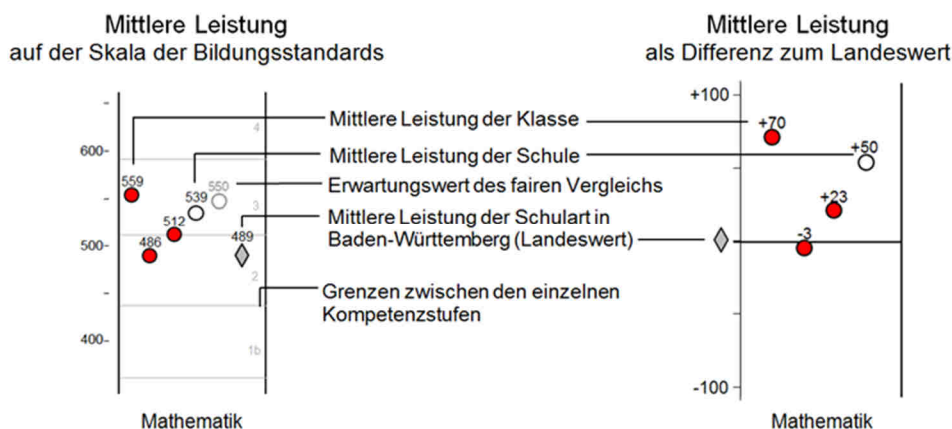 Mittlere Leistung
auf der Skala der Bildungsstandards
Mittlere Leistung
als Differenz zum Landeswert
600-
500-
400-
4
3
2
1b
559
486
512
539
550
489
Mathematik
Mittlere Leistung der Klasse
Mittlere Leistung der Schule
Erwartungswert des fairen Vergleichs
Mittlere Leistung der Schulart in
Baden-Württemberg (Landeswert)
Grenzen zwischen den einzelnen
Kompetenzstufen
+100
-100
+70
-3
+23
+50
Mathematik